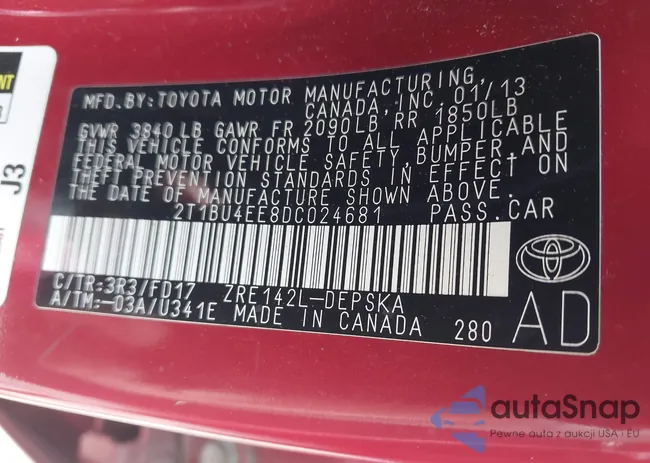 J3
MFD.BY:TOYOTA MOTOR MANUFACTURING,
CANADA,INC.01/13
GVWR 3840LB GAWR FR 2090LB RR 1850LB
THIS VEHICLE CONFORMS TO ALL APPLICABLE
FEDERAL MOTOR VEHICLE SAFETY,BUMPER,AND
THEFT PREVENTION STANDARDS IN EFFECT ON
THE DATE OF MANUFACTURE SHOWN ABOVE.
2T1BU4EE8DC024681 PASS.CAR
C/TR:3R3/FD17 ZRE142L-DEPSKA
A/TM:-03A/U341E MADE IN CANADA 280
AD
autaSnap
Pewne auta z aukcji USA i EU